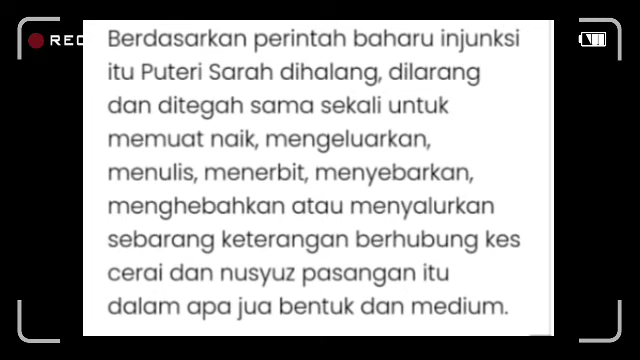 REC
Berdasarkan perintah baharu injunksi
itu Puteri Sarah dihalang, dilarang
dan ditegah sama sekali untuk
memuat naik, mengeluarkan,
menulis, menerbit, menyebarkan,
menghebahkan atau menyalurkan
sebarang keterangan berhubung kes
cerai dan nusyuz pasangan itu
dalam apa jua bentuk dan medium.